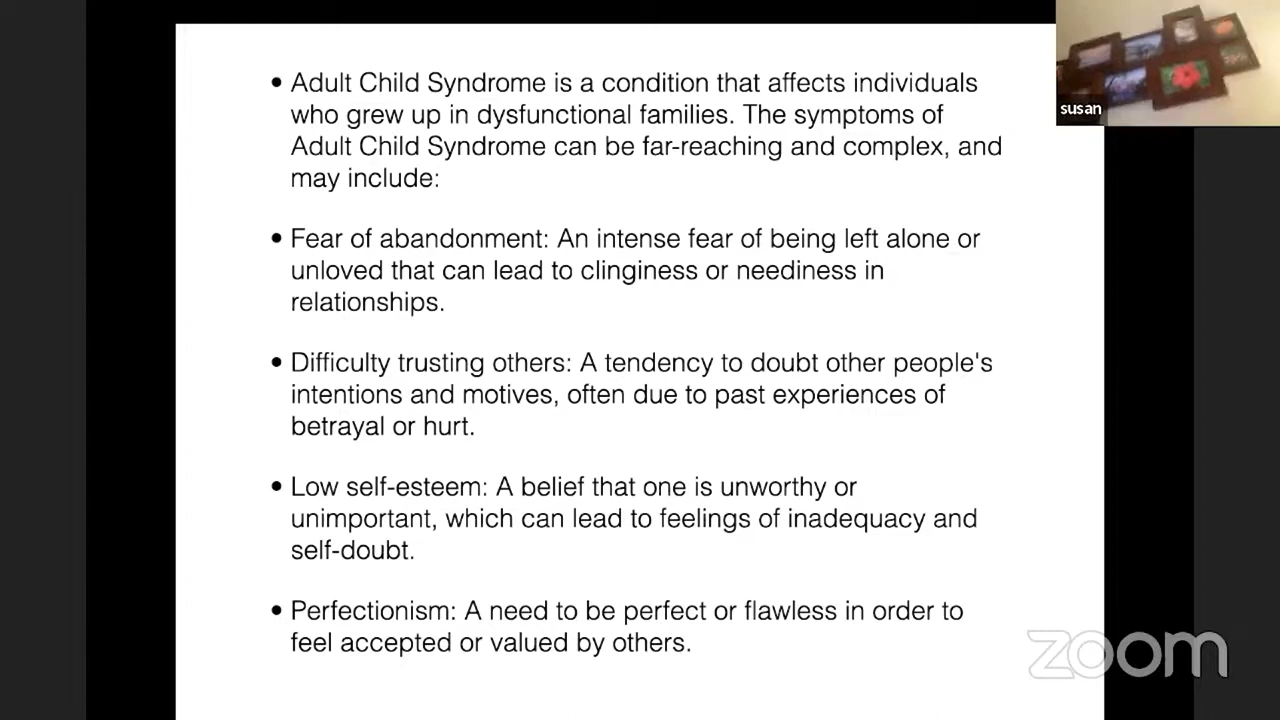 • Adult Child Syndrome is a condition that affects individuals
who grew up in dysfunctional families. The symptoms of
Adult Child Syndrome can be far-reaching and complex, and
may include:
• Fear of abandonment: An intense fear of being left alone or
unloved that can lead to clinginess or neediness in
relationships.
• Difficulty trusting others: A tendency to doubt other people's
intentions and motives, often due to past experiences of
betrayal or hurt.
• Low self-esteem: A belief that one is unworthy or
unimportant, which can lead to feelings of inadequacy and
self-doubt.
• Perfectionism: A need to be perfect or flawless in order to
feel accepted or valued by others.
susan
zoom